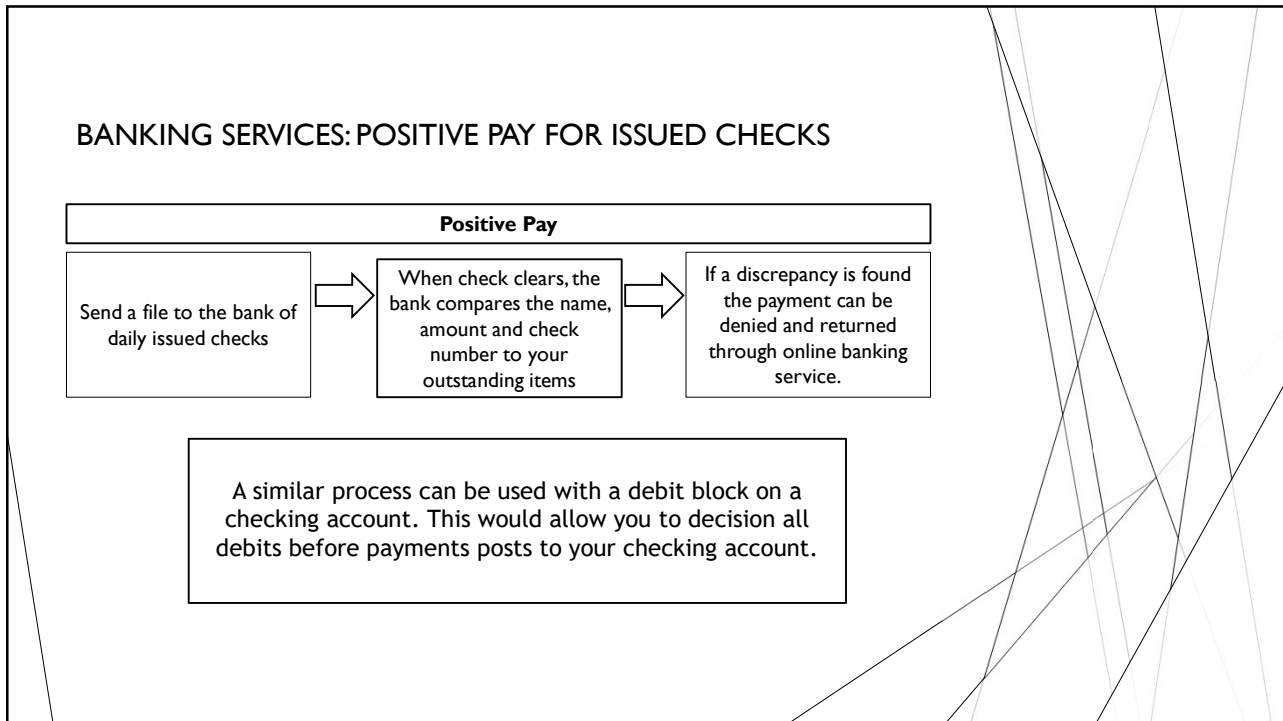 BANKING SERVICES: POSITIVE PAY FOR ISSUED CHECKS
Positive Pay
Send a file to the bank of
daily issued checks
When check clears, the
bank compares the name,
amount and check
number to your
outstanding items
If a discrepancy is found
the payment can be
denied and returned
through online banking
service.
A similar process can be used with a debit block on a
checking account. This would allow you to decision all
debits before payments posts to your checking account.